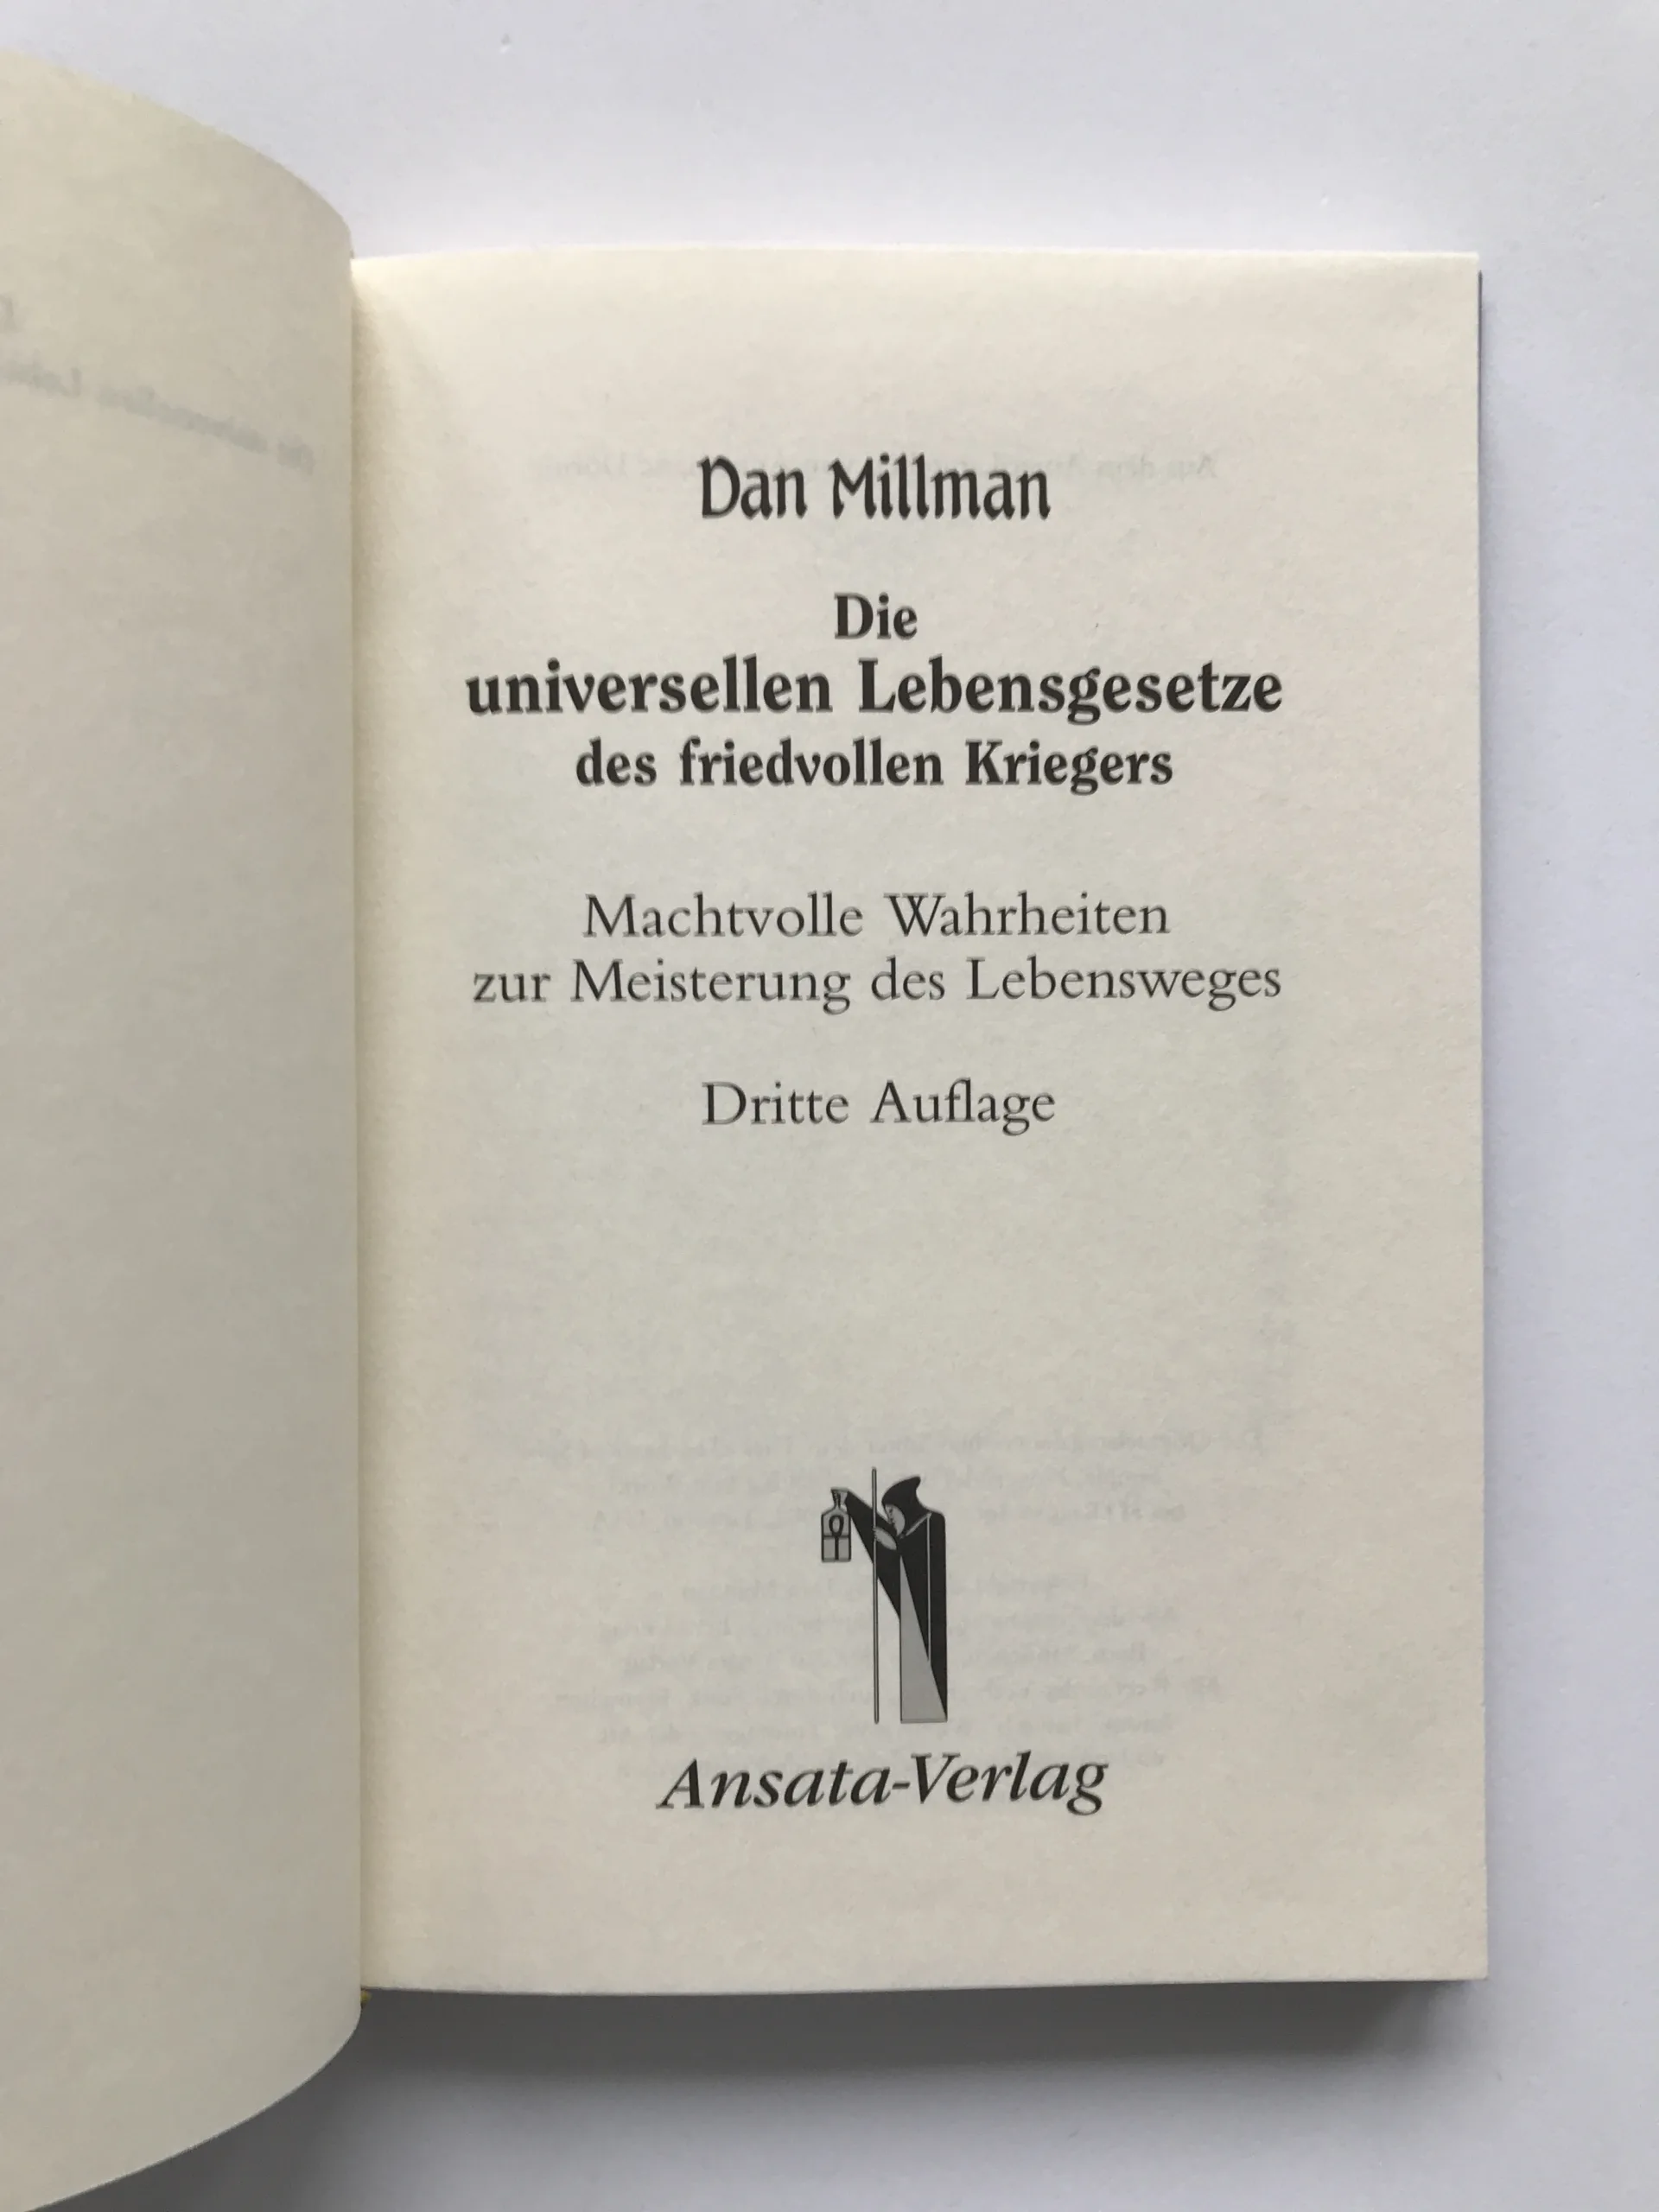 Dan Millman
Die
universellen Lebensgesetze
des friedvollen Kriegers
Machtvolle Wahrheiten
zur Meisterung des Lebensweges
Dritte Auflage
Ansata-Verlag